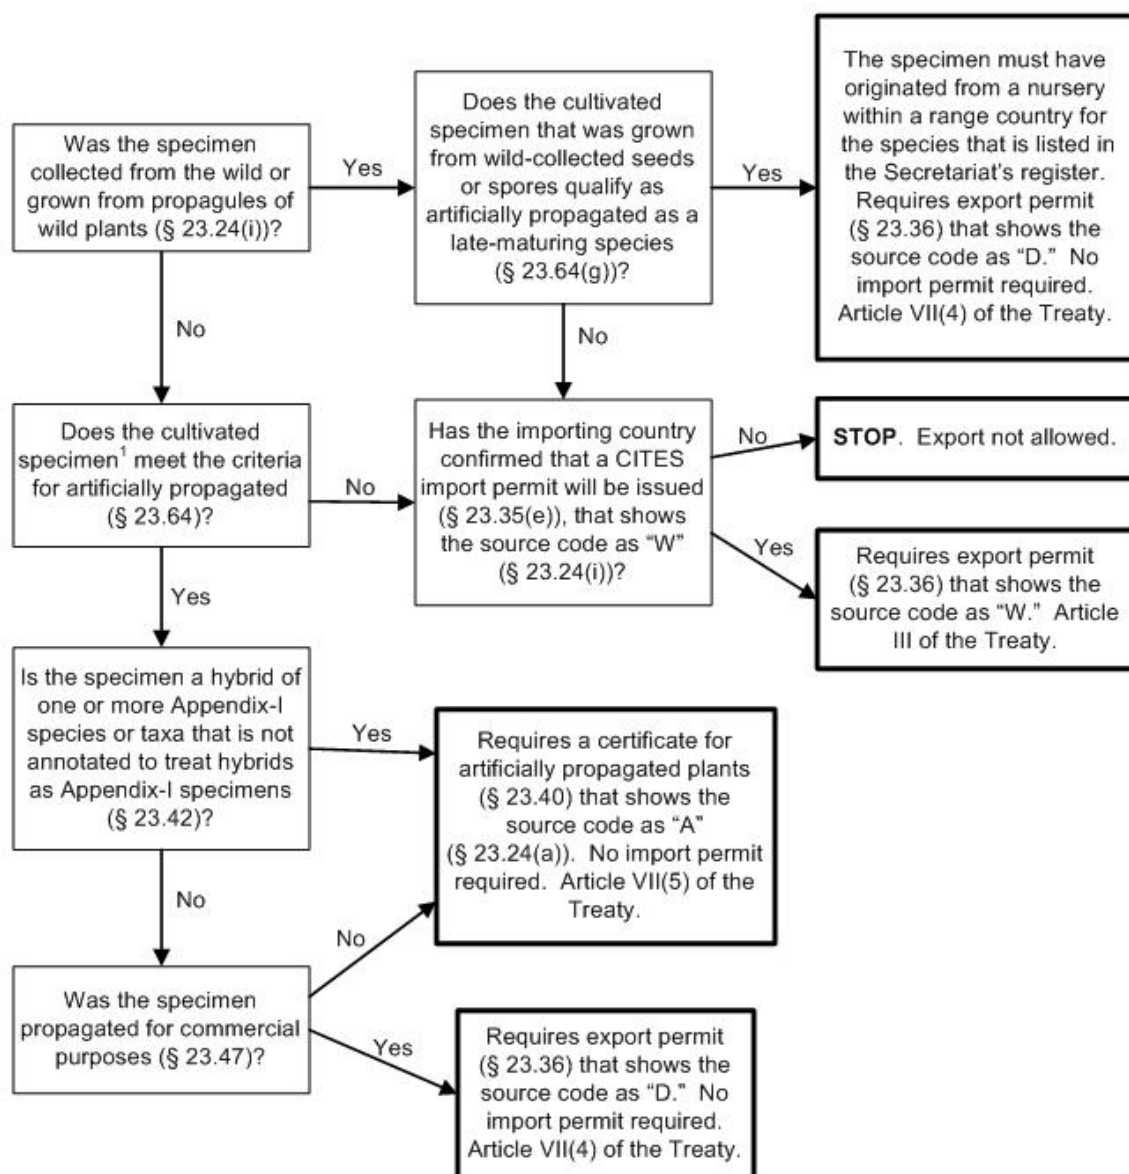 Was the specimen
collected from the wild or
grown from propagules of
wild plants (§ 23.24(i))?
Yes
Does the cultivated
specimen that was grown
from wild-collected seeds
or spores qualify as
artificially propagated as a
late-maturing species
(§ 23.64(g))?
Yes
The specimen must have
originated from a nursery
within a range country for
the species that is listed in
the Secretariat's register.
Requires export permit
(§ 23.36) that shows the
source code as “D.” No
import permit required.
Article VII(4) of the Treaty.
No
No
Does the cultivated
specimen¹ meet the criteria
for artificially propagated
(§ 23.64)?
No
Has the importing country
confirmed that a CITES
import permit will be issued
(§ 23.35(e)), that shows
the source code as “W”
(§ 23.24(i))?
No
STOP. Export not allowed.
Yes
Requires export permit
(§ 23.36) that shows the
source code as “W.” Article
III of the Treaty.
Yes
Is the specimen a hybrid of
one or more Appendix-I
species or taxa that is not
annotated to treat hybrids
as Appendix-I specimens
(§ 23.42)?
Yes
Requires a certificate for
artificially propagated plants
(§ 23.40) that shows the
source code as “A”
(§ 23.24(a)). No import permit
required. Article VII(5) of the
Treaty.
No
No
Was the specimen
propagated for commercial
purposes (§ 23.47)?
Yes
Requires export permit
(§ 23.36) that shows the
source code as “D.” No
import permit required.
Article VII(4) of the Treaty.